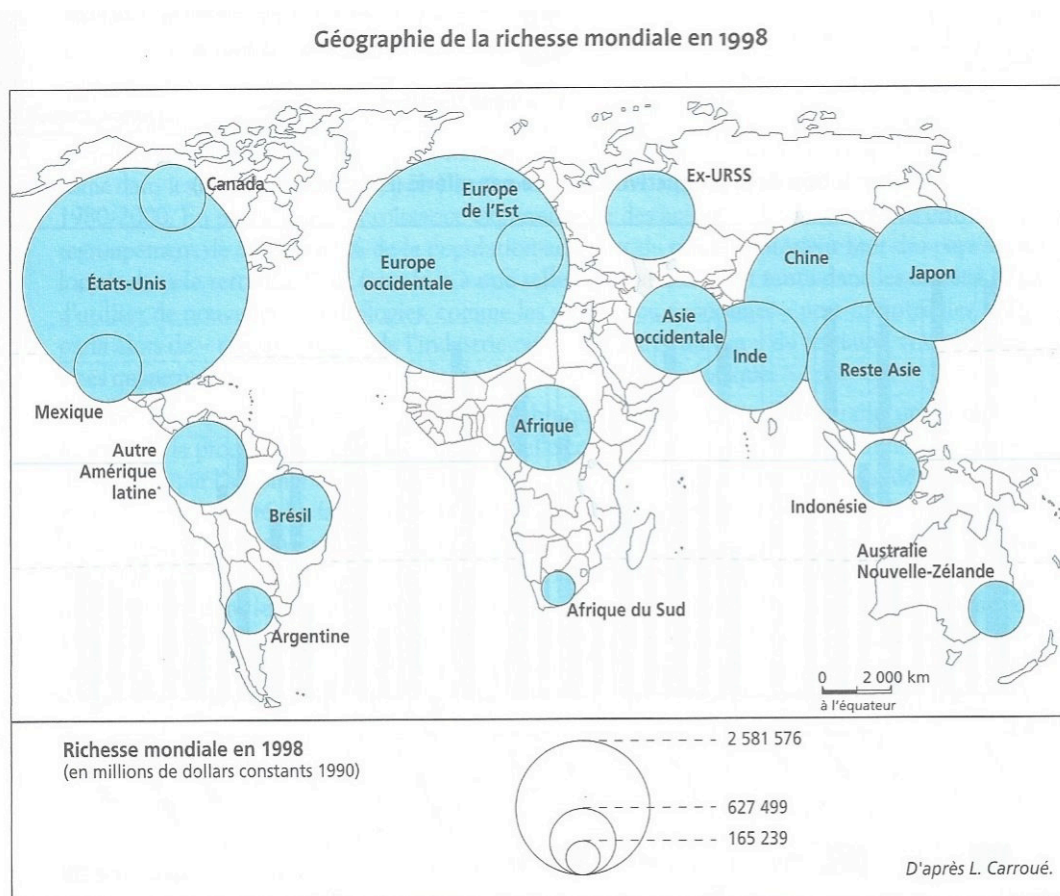 Géographie de la richesse mondiale en 1998
Canada
États-Unis
Mexique
Autre
Amérique
latine*
Brésil
Argentine
Europe
de l'Est
Europe
occidentale
Ex-URSS
Asie
occidentale
Chine
Japon
Inde
Reste Asie
Afrique
Indonésie
Afrique du Sud
Australie
Nouvelle-Zélande
0 2 000 km
à l'équateur
Richesse mondiale en 1998
(en millions de dollars constants 1990)
2 581 576
627 499
165 239
D'après L. Carroué.